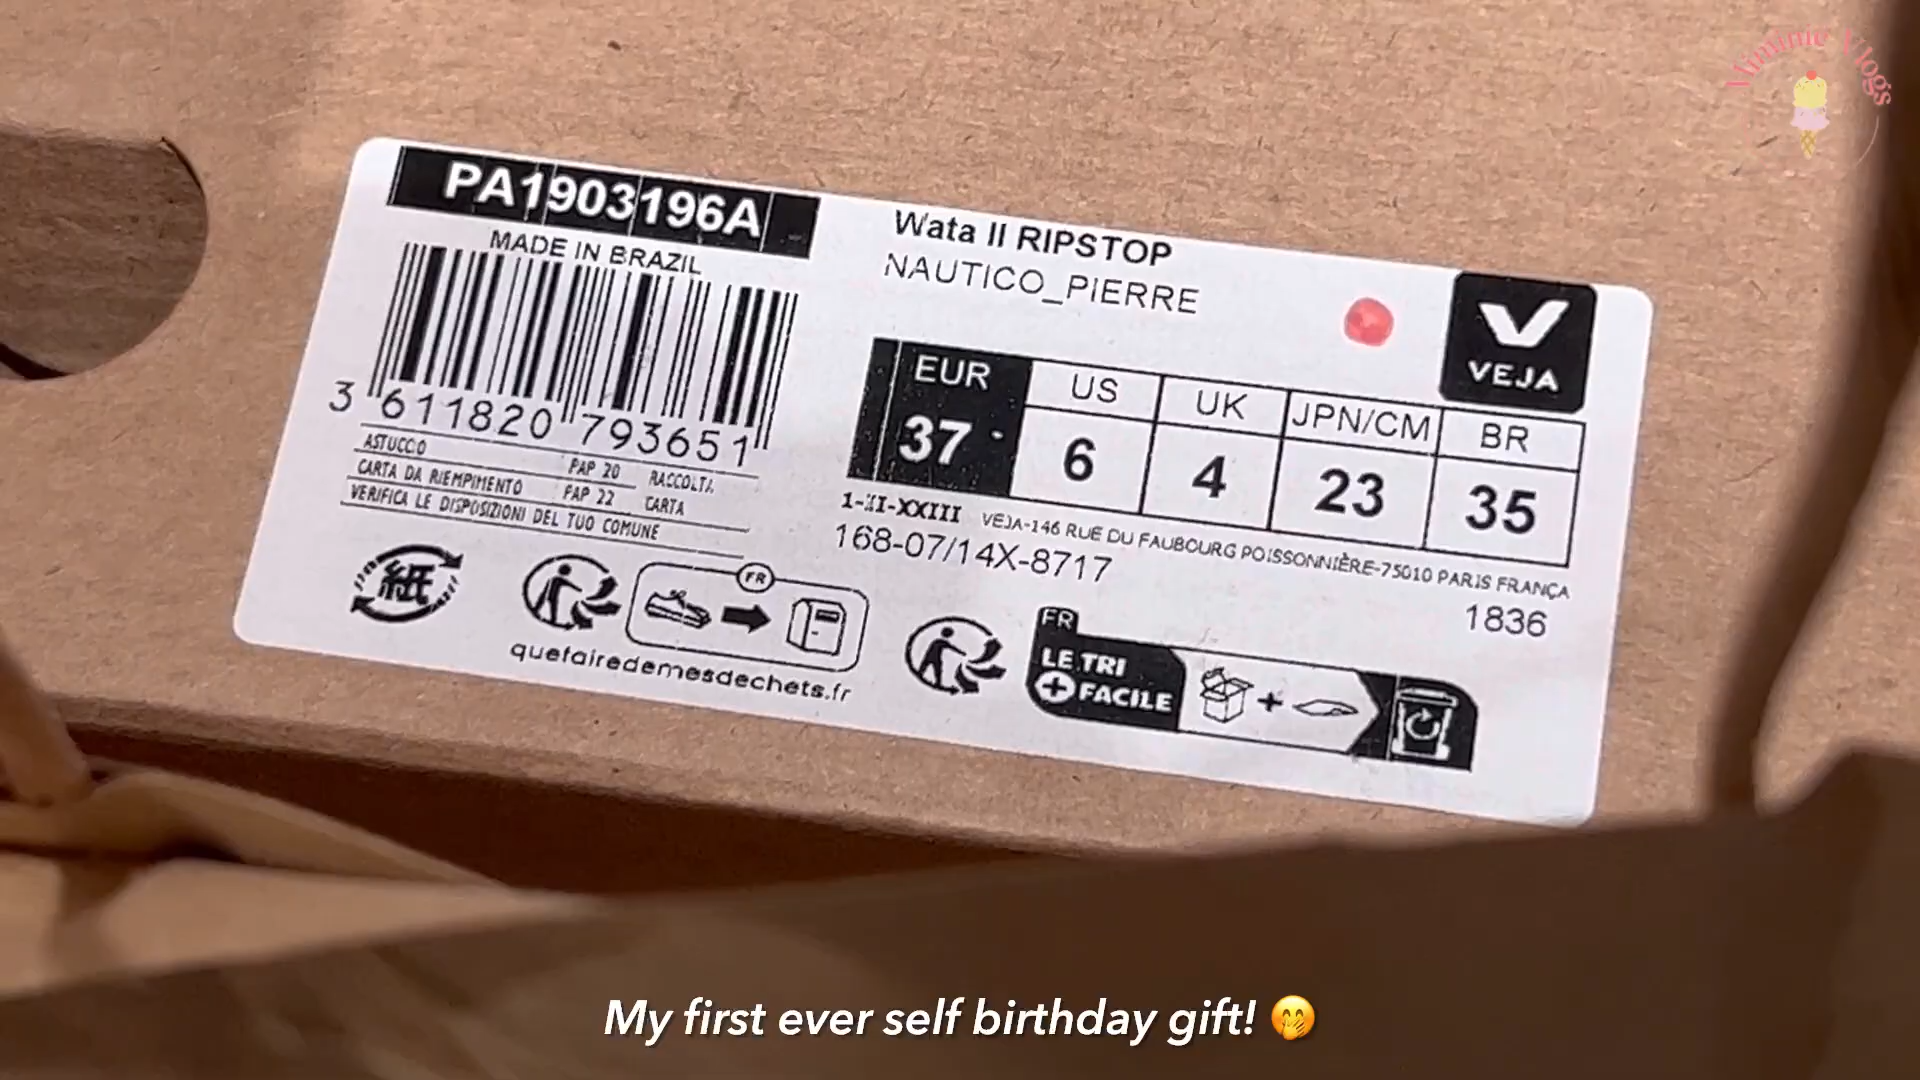 Mimimie Vlogs
PA1903196A
MADE IN BRAZIL
3 611820 793651
ASTUCCIO PAP 20 RACCOLTA
CARTA DA RIEMPIMENTO PAP 22 CARTA
VERIFICA LE DISPOSIZIONI DEL TUO COMUNE
紙
FR
quefairedemesdechets.fr
Wata II RIPSTOP
NAUTICO_PIERRE
VEJA
EUR US UK JPN/CM BR
37 6 4 23 35
1-XI-XXIII VEJA-146 RUE DU FAUBOURG POISSONNIÈRE-75010 PARIS FRANÇA
168-07/14X-8717
1836
FR
LE TRI
+ FACILE
+
My first ever self birthday gift! 🤭